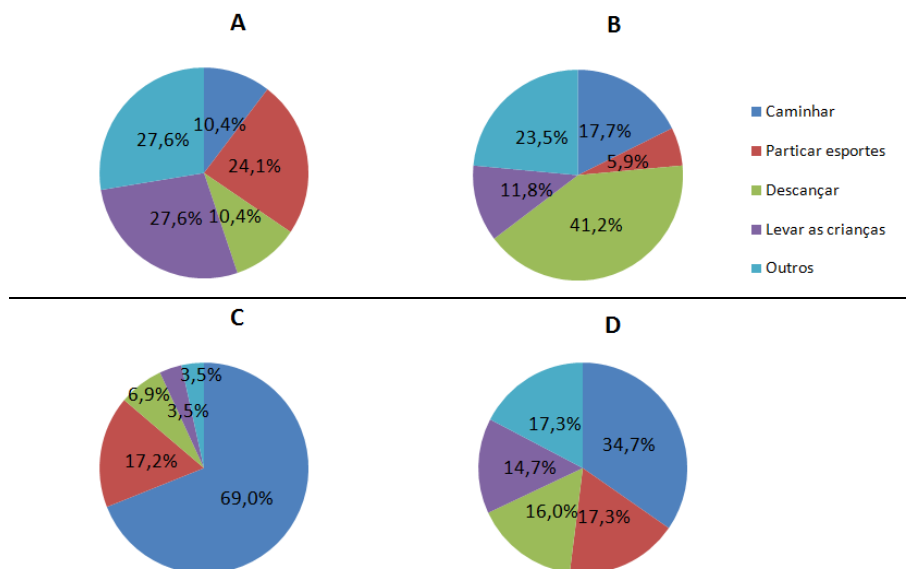 A
B
10,4%
24,1%
10,4%
27,6%
27,6%
17,7%
5,9%
41,2%
11,8%
23,5%
Caminhar
Particar esportes
Descançar
Levar as crianças
Outros
C
D
69,0%
17,2%
6,9%
3,5%
3,5%
34,7%
17,3%
16,0%
14,7%
17,3%